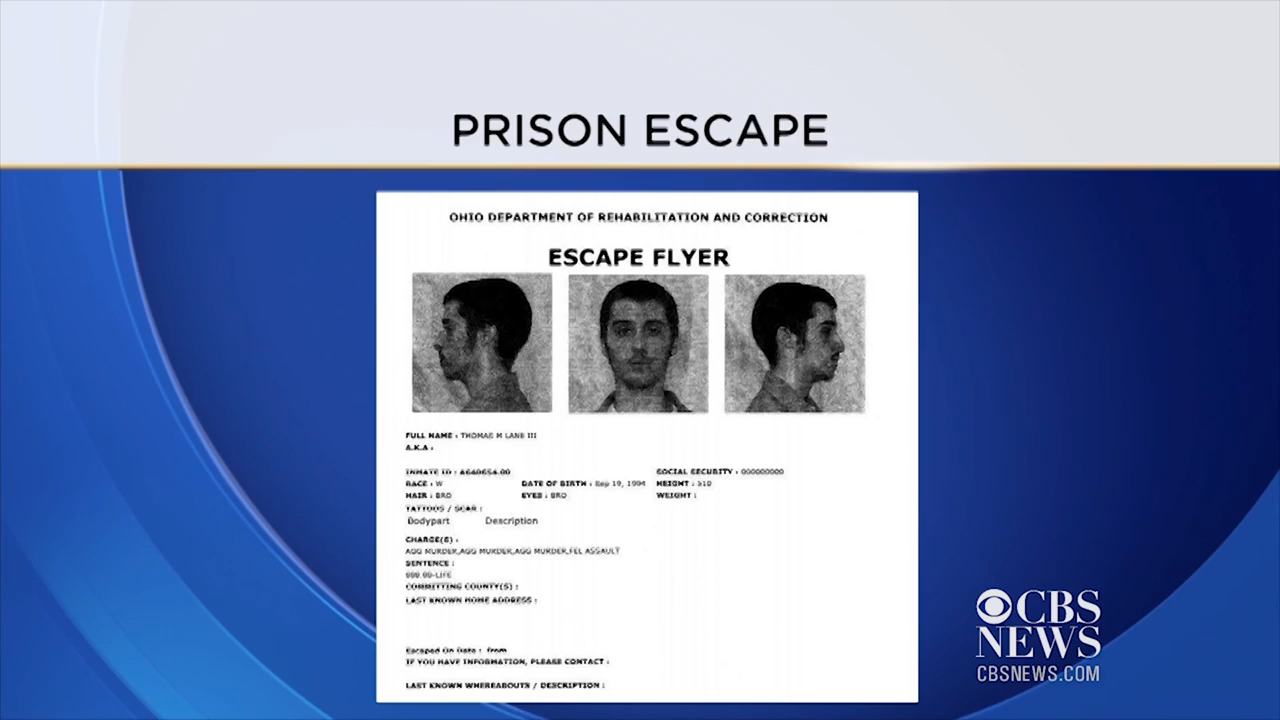 PRISON ESCAPE
OHIO DEPARTMENT OF REHABILITATION AND CORRECTION
ESCAPE FLYER
FULL NAME : THOMAS M LANE III
A.K.A :
INMATE ID : A640654.00 SOCIAL SECURITY : 000000000
RACE : W DATE OF BIRTH : Sep 19, 1994 HEIGHT : 510
HAIR : BRO EYES : BRO WEIGHT :
TATTOOS / SCAR :
Bodypart Description
CHARGE(S) :
AGG MURDER,AGG MURDER,AGG MURDER,FEL ASSAULT
SENTENCE :
-LIFE
COMMITTING COUNTY(S) :
LAST KNOWN HOME ADDRESS :
Escaped On Date : from
IF YOU HAVE INFORMATION, PLEASE CONTACT :
LAST KNOWN WHEREABOUTS / DESCRIPTION :
CBS
NEWS
CBSNEWS.COM